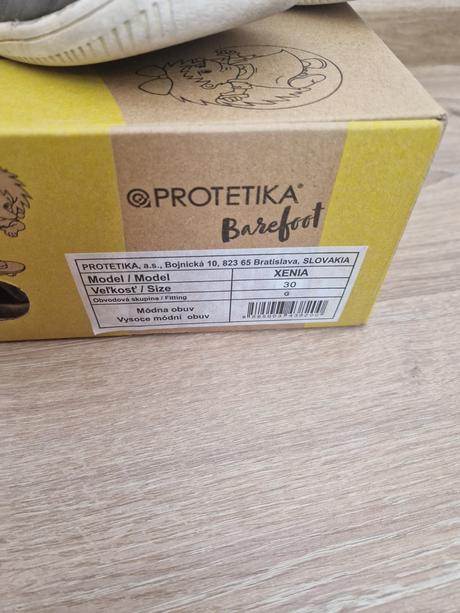 PROTETIKA®
Barefoot
PROTETIKA, a.s., Bojnická 10, 823 65 Bratislava, SLOVAKIA
Model / Model XENIA
Veľkosť / Size 30
Obvodová skupina / Fitting G
Módna obuv
Vysoce módní obuv